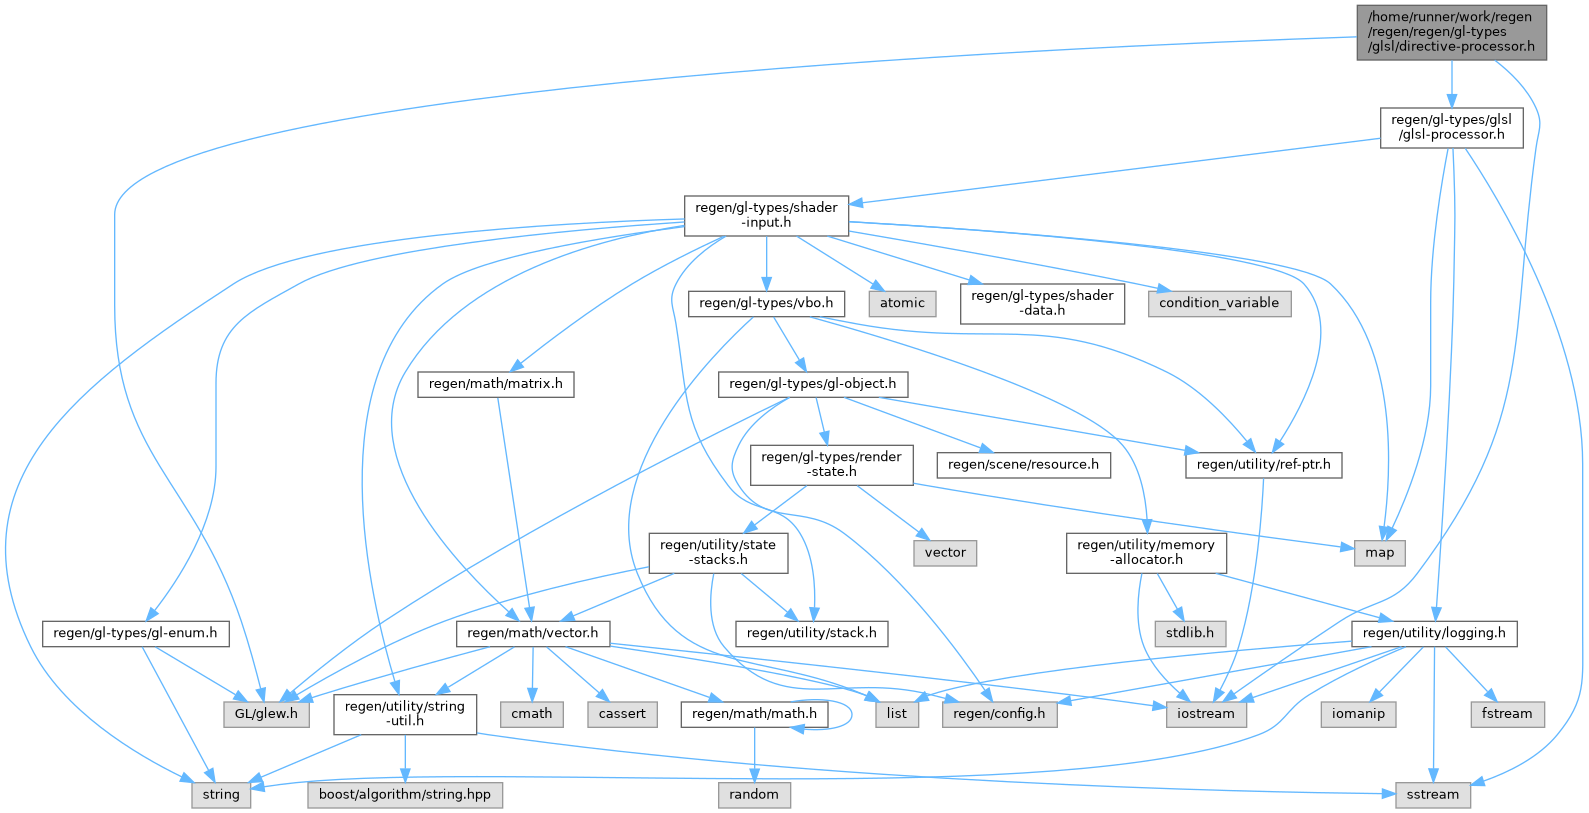 /home/runner/work/regen
/regen/regen/gl-types
/glsl/directive-processor.h
regen/gl-types/glsl
/glsl-processor.h
regen/gl-types/shader
-input.h
regen/gl-types/vbo.h
atomic
regen/gl-types/shader
-data.h
condition_variable
regen/math/matrix.h
regen/gl-types/gl-object.h
regen/gl-types/render
-state.h
regen/scene/resource.h
regen/utility/ref-ptr.h
regen/utility/state
-stacks.h
vector
regen/utility/memory
-allocator.h
map
regen/gl-types/gl-enum.h
regen/math/vector.h
regen/utility/stack.h
stdlib.h
regen/utility/logging.h
GL/glew.h
regen/utility/string
-util.h
cmath
cassert
regen/math/math.h
list
regen/config.h
iostream
iomanip
fstream
string
boost/algorithm/string.hpp
random
sstream